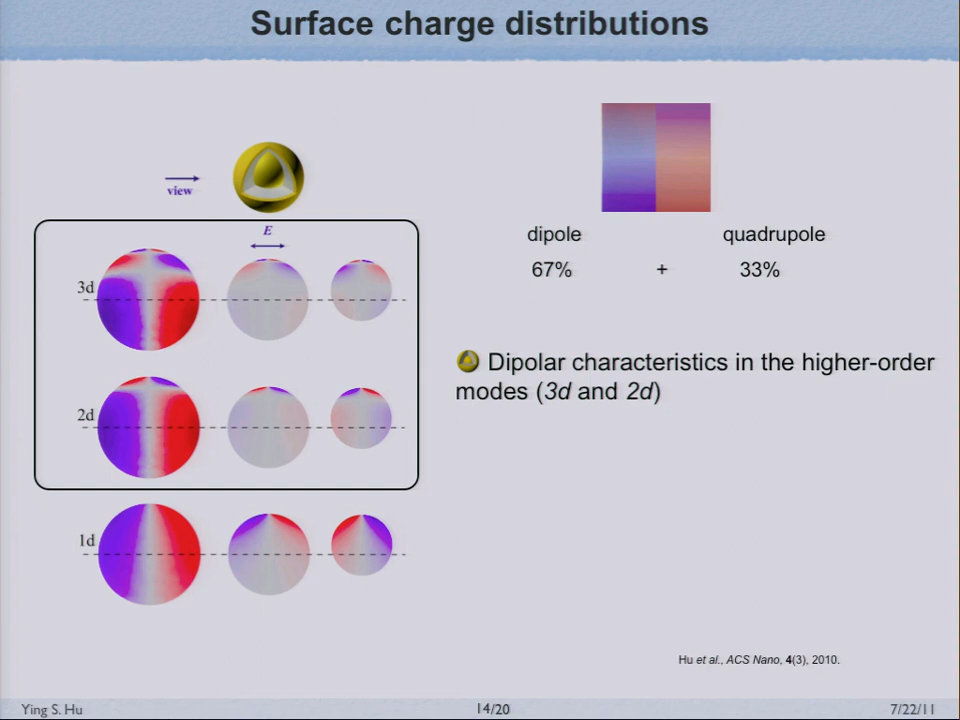 Surface charge distributions
view
E
3d
2d
1d
dipole quadrupole
67% + 33%
Dipolar characteristics in the higher-order
modes (3d and 2d)
Hu et al., ACS Nano, 4(3), 2010.
Ying S. Hu 14/20 7/22/11